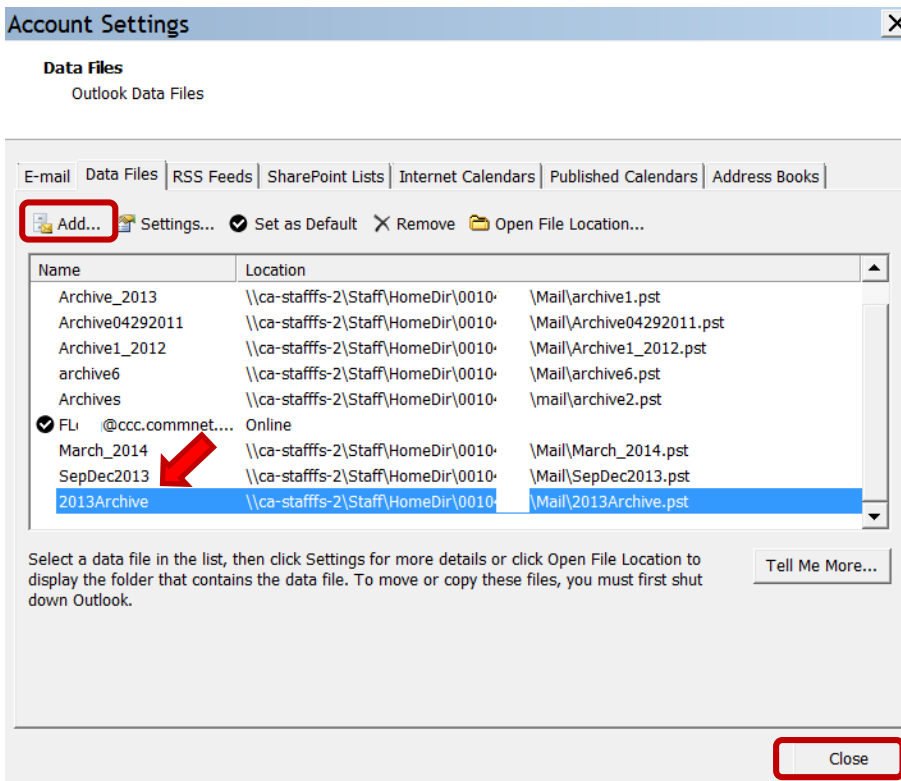 Account Settings
Data Files
Outlook Data Files
E-mail Data Files RSS Feeds SharePoint Lists Internet Calendars Published Calendars Address Books
Add... Settings... Set as Default Remove Open File Location...
Name Location
Archive_2013 \\ca-stafffs-2\Staff\HomeDir\0010 \Mail\archive1.pst
Archive04292011 \\ca-stafffs-2\Staff\HomeDir\0010 \Mail\Archive04292011.pst
Archive1_2012 \\ca-stafffs-2\Staff\HomeDir\0010 \Mail\Archive1_2012.pst
archive6 \\ca-stafffs-2\Staff\HomeDir\0010 \Mail\archive6.pst
Archives \\ca-stafffs-2\Staff\HomeDir\0010 \mail\archive2.pst
FL @ccc.commnet.... Online
March_2014 \\ca-stafffs-2\Staff\HomeDir\0010 \Mail\March_2014.pst
SepDec2013 \\ca-stafffs-2\Staff\HomeDir\0010 \Mail\SepDec2013.pst
2013Archive \\ca-stafffs-2\Staff\HomeDir\0010 \Mail\2013Archive.pst
Select a data file in the list, then click Settings for more details or click Open File Location to
display the folder that contains the data file. To move or copy these files, you must first shut
down Outlook.
Tell Me More...
Close